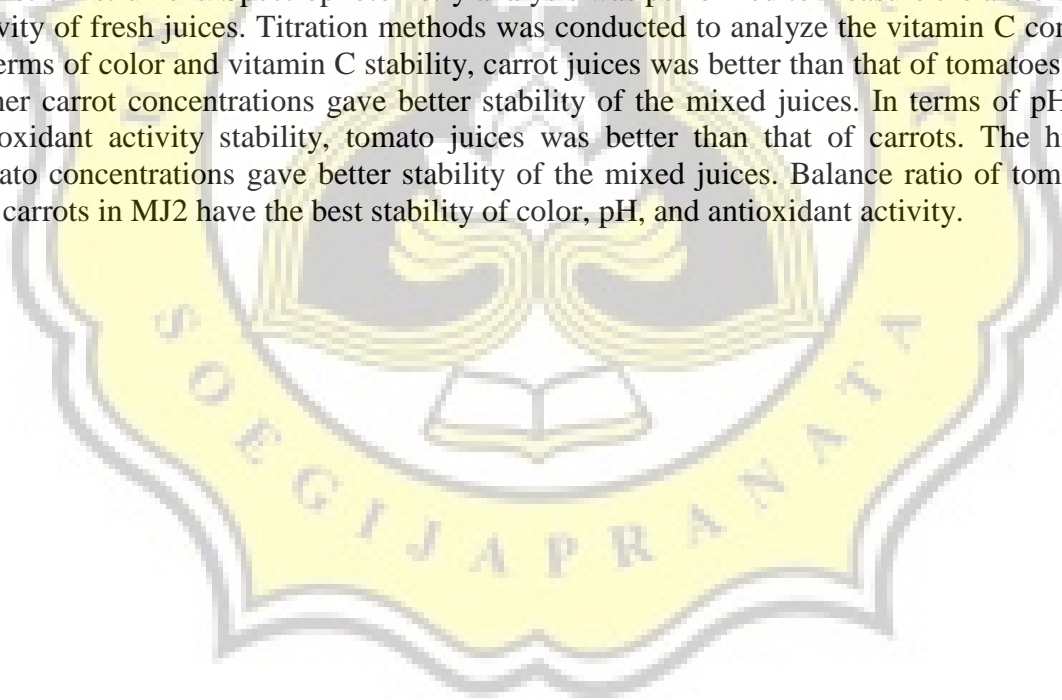 vity of fresh juices. Titration methods was conducted to analyze the vitamin C con
erms of color and vitamin C stability, carrot juices was better than that of tomatoes
her carrot concentrations gave better stability of the mixed juices. In terms of pH
oxidant activity stability, tomato juices was better than that of carrots. The h
ato concentrations gave better stability of the mixed juices. Balance ratio of tom
carrots in MJ2 have the best stability of color, pH, and antioxidant activity.
SOEGIJAPRANATA